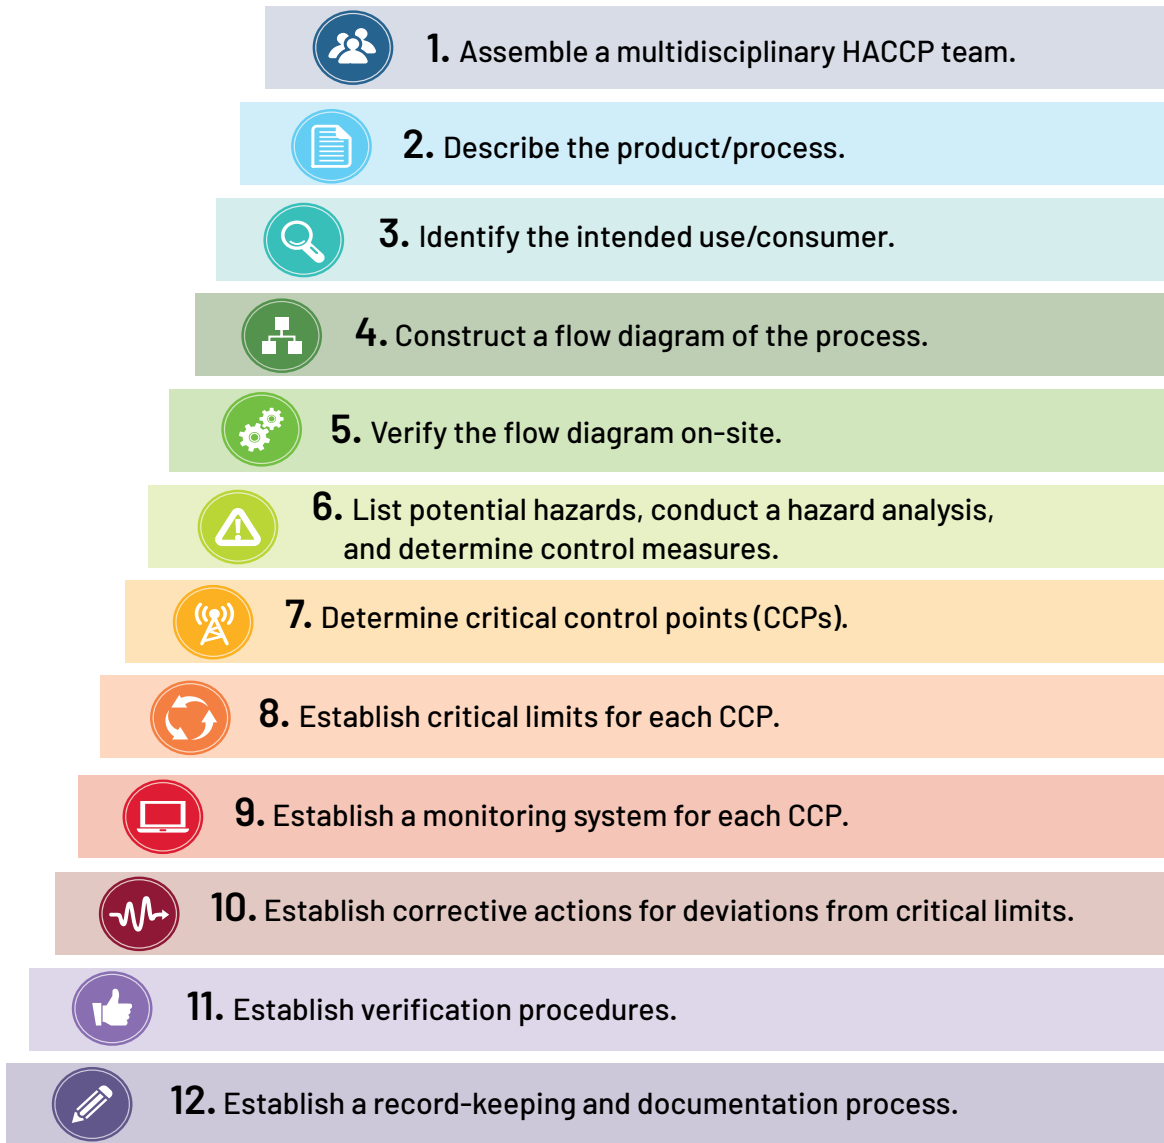 1. Assemble a multidisciplinary HACCP team.
2. Describe the product/process.
3. Identify the intended use/consumer.
4. Construct a flow diagram of the process.
5. Verify the flow diagram on-site.
6. List potential hazards, conduct a hazard analysis,
and determine control measures.
7. Determine critical control points (CCPs).
8. Establish critical limits for each CCP.
9. Establish a monitoring system for each CCP.
10. Establish corrective actions for deviations from critical limits.
11. Establish verification procedures.
12. Establish a record-keeping and documentation process.